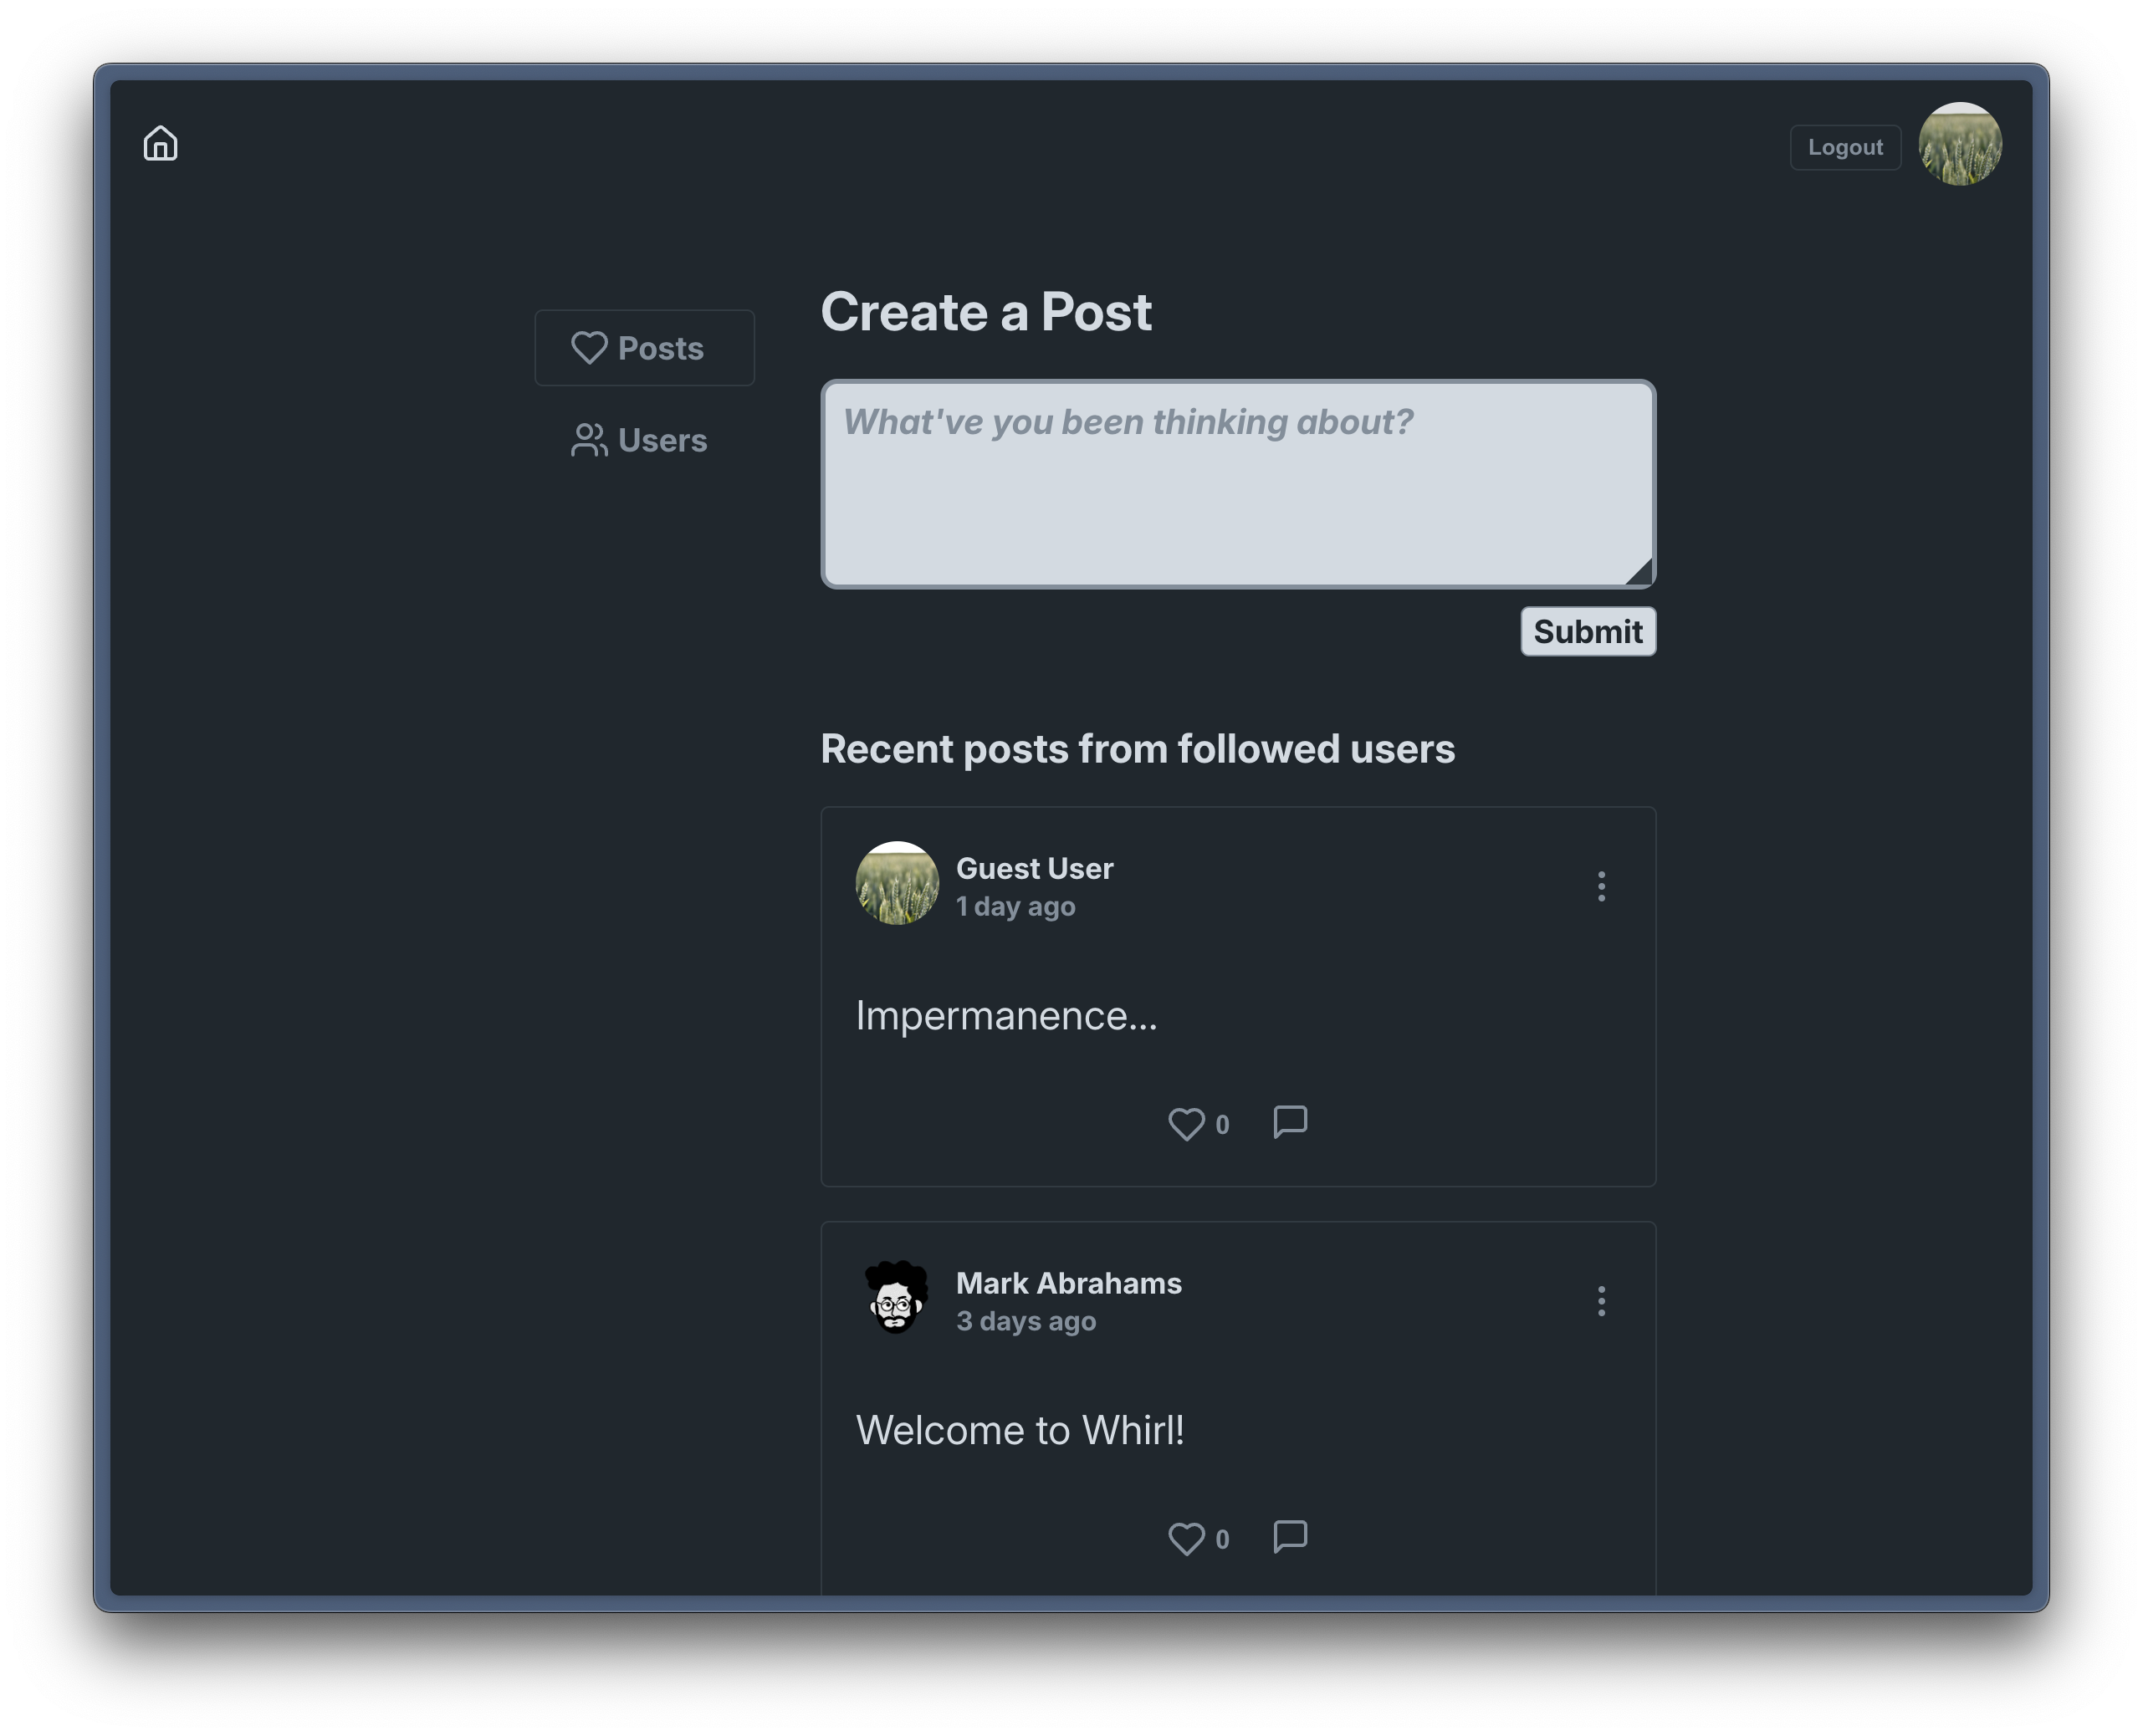 Logout
Posts
Users
Create a Post
What've you been thinking about?
Submit
Recent posts from followed users
Guest User
1 day ago
Impermanence...
0
Mark Abrahams
3 days ago
Welcome to Whirl!
0